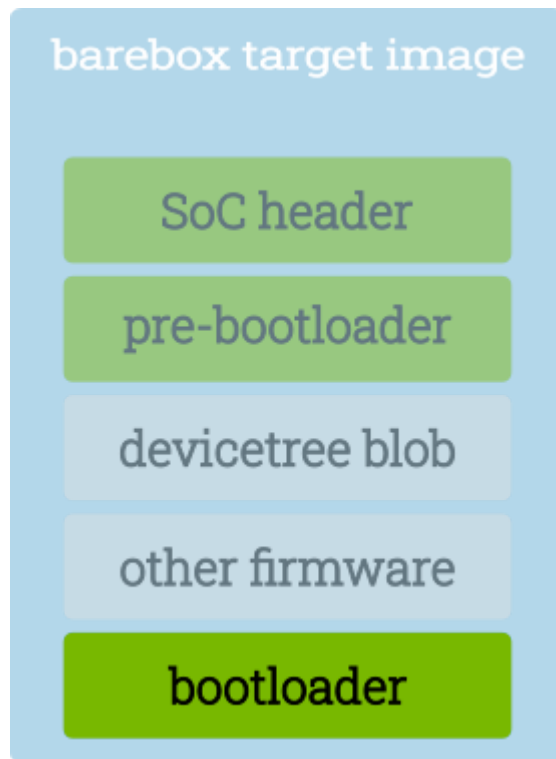 barebox target image
SoC header
pre-bootloader
devicetree blob
other firmware
bootloader